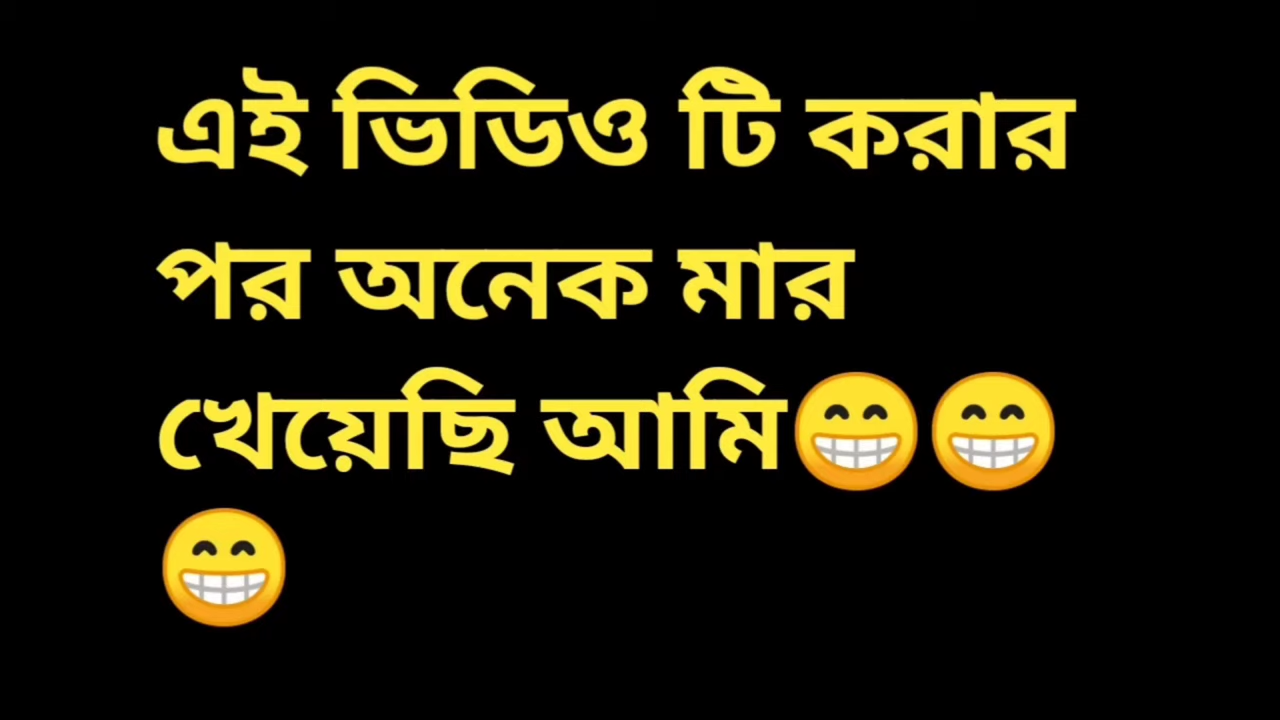 এই ভিডিও টি করার
পর অনেক মার
খেয়েছি আমি😁😁
😁